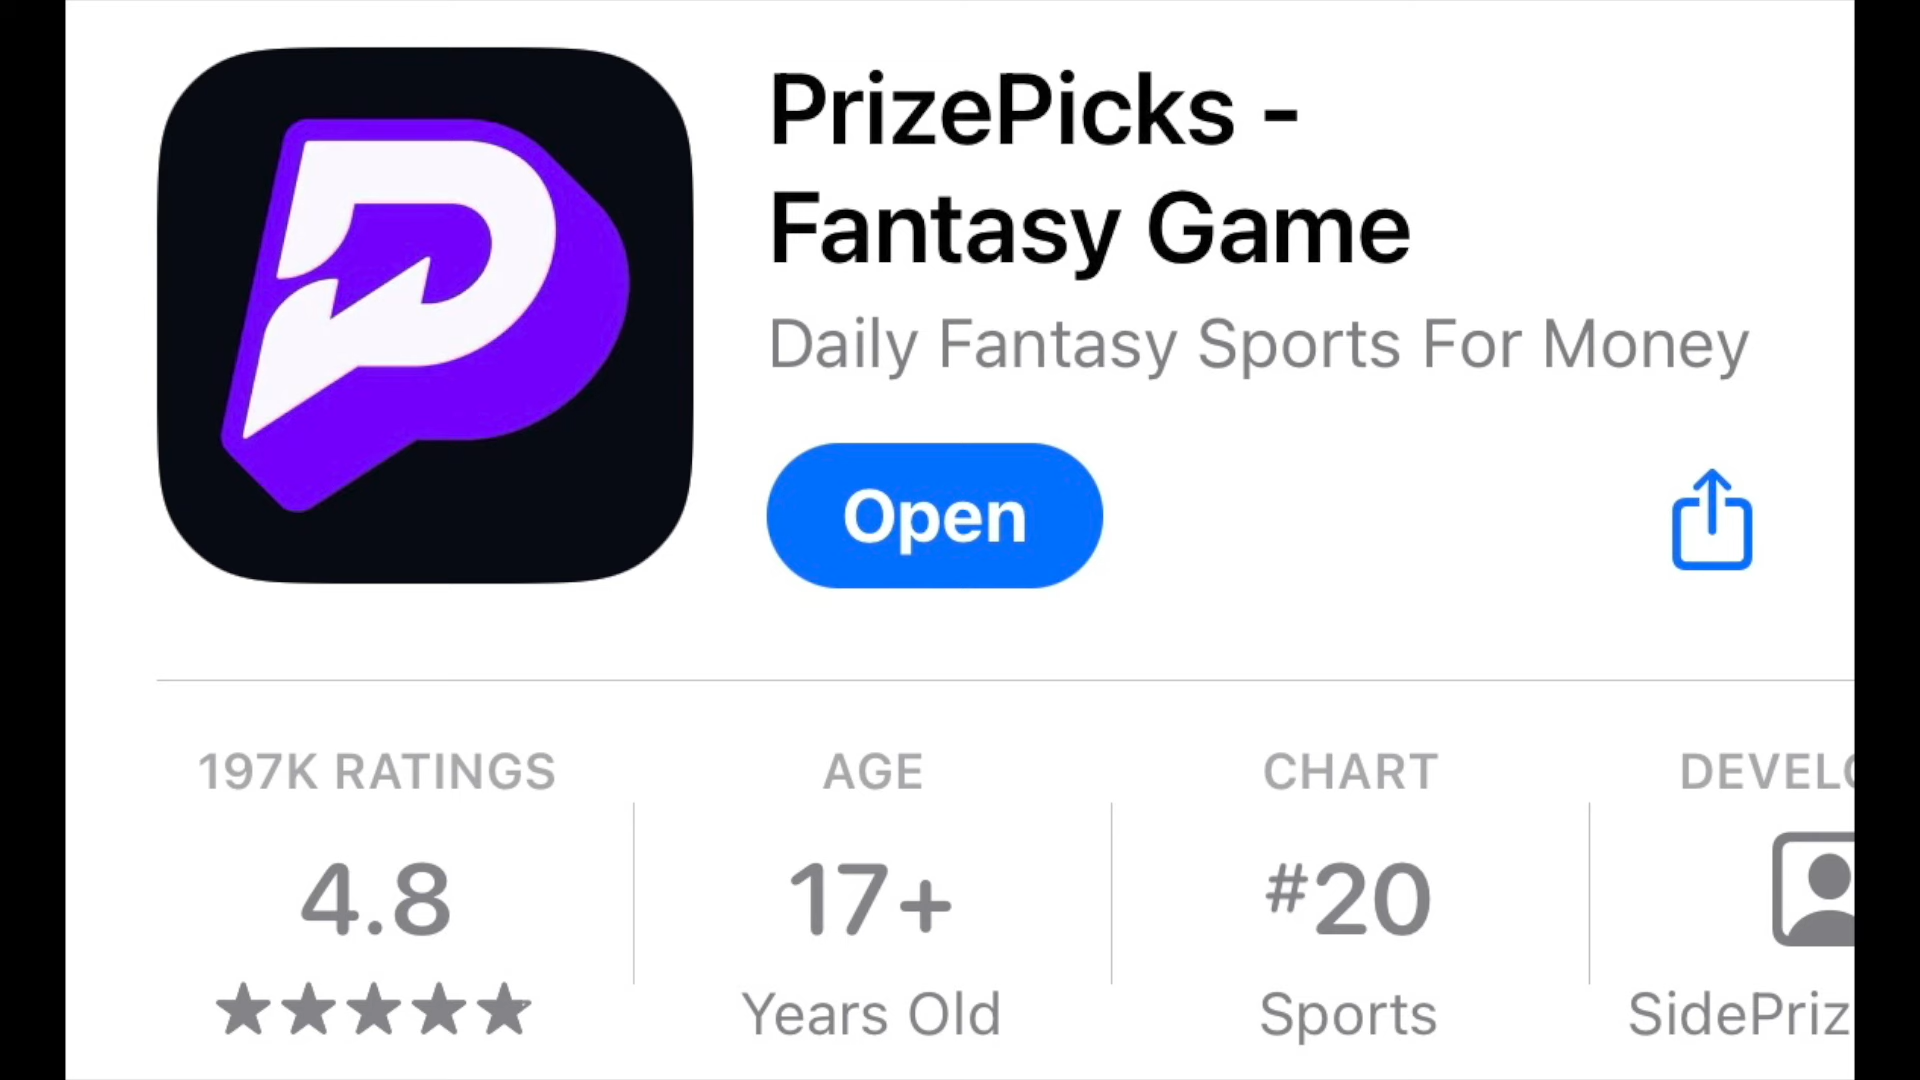 PrizePicks -
Fantasy Game
Daily Fantasy Sports For Money
Open
197K RATINGS
4.8
AGE
17+
Years Old
CHART
#20
Sports